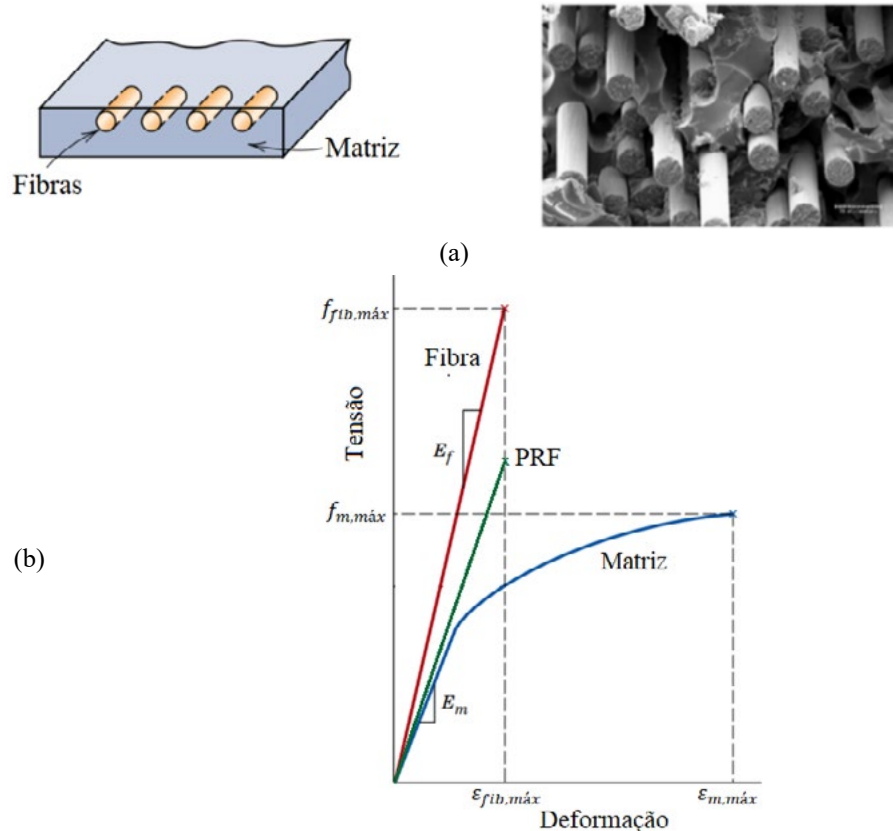 Fibras
Matriz
(a)
(b)
Tensão
f_{fib,máx}
Fibra
E_f
PRF
f_{m,máx}
Matriz
E_m
ε_{fib,máx}
ε_{m,máx}
Deformação